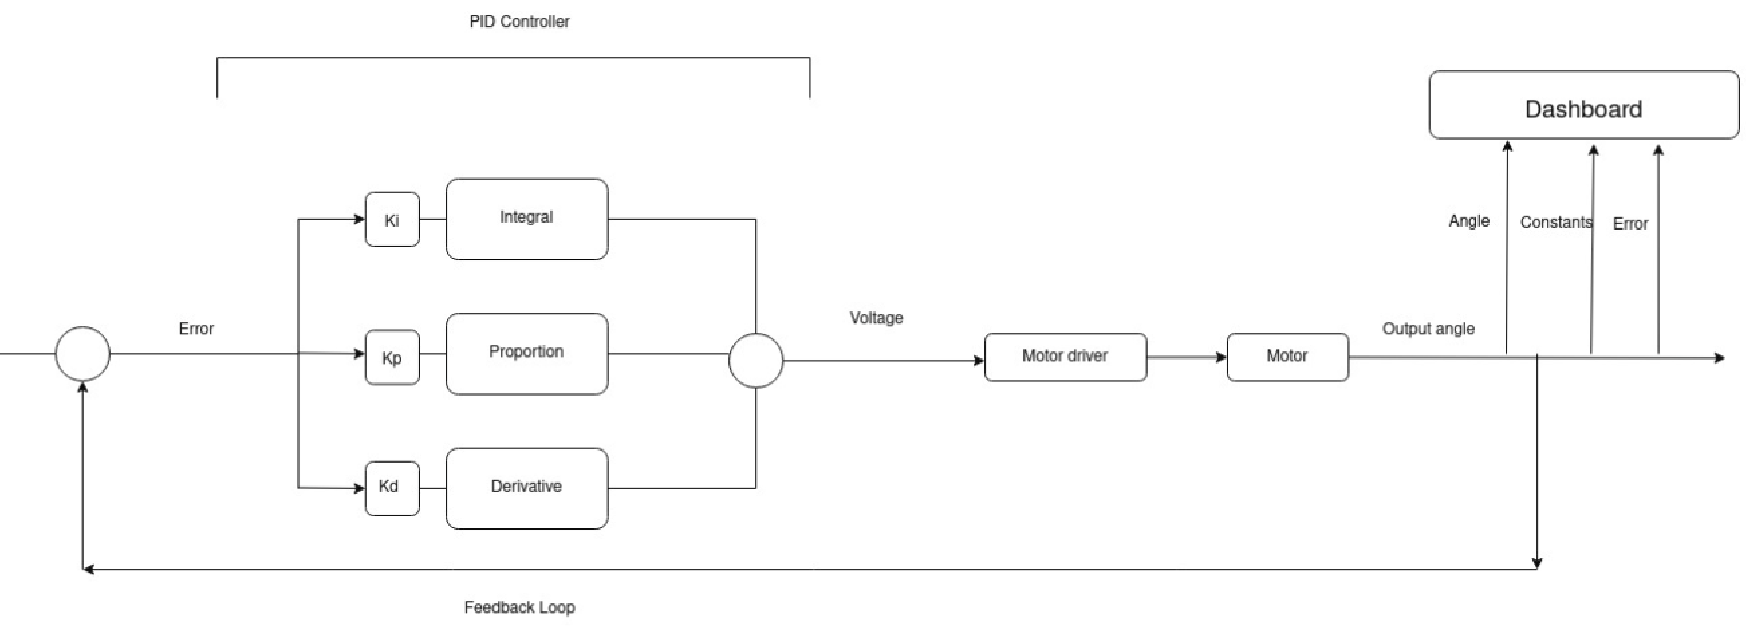 PID Controller
Dashboard
Ki
Integral
Angle
Constants
Error
Error
Voltage
Output angle
Kp
Proportion
Motor driver
Motor
Kd
Derivative
Feedback Loop